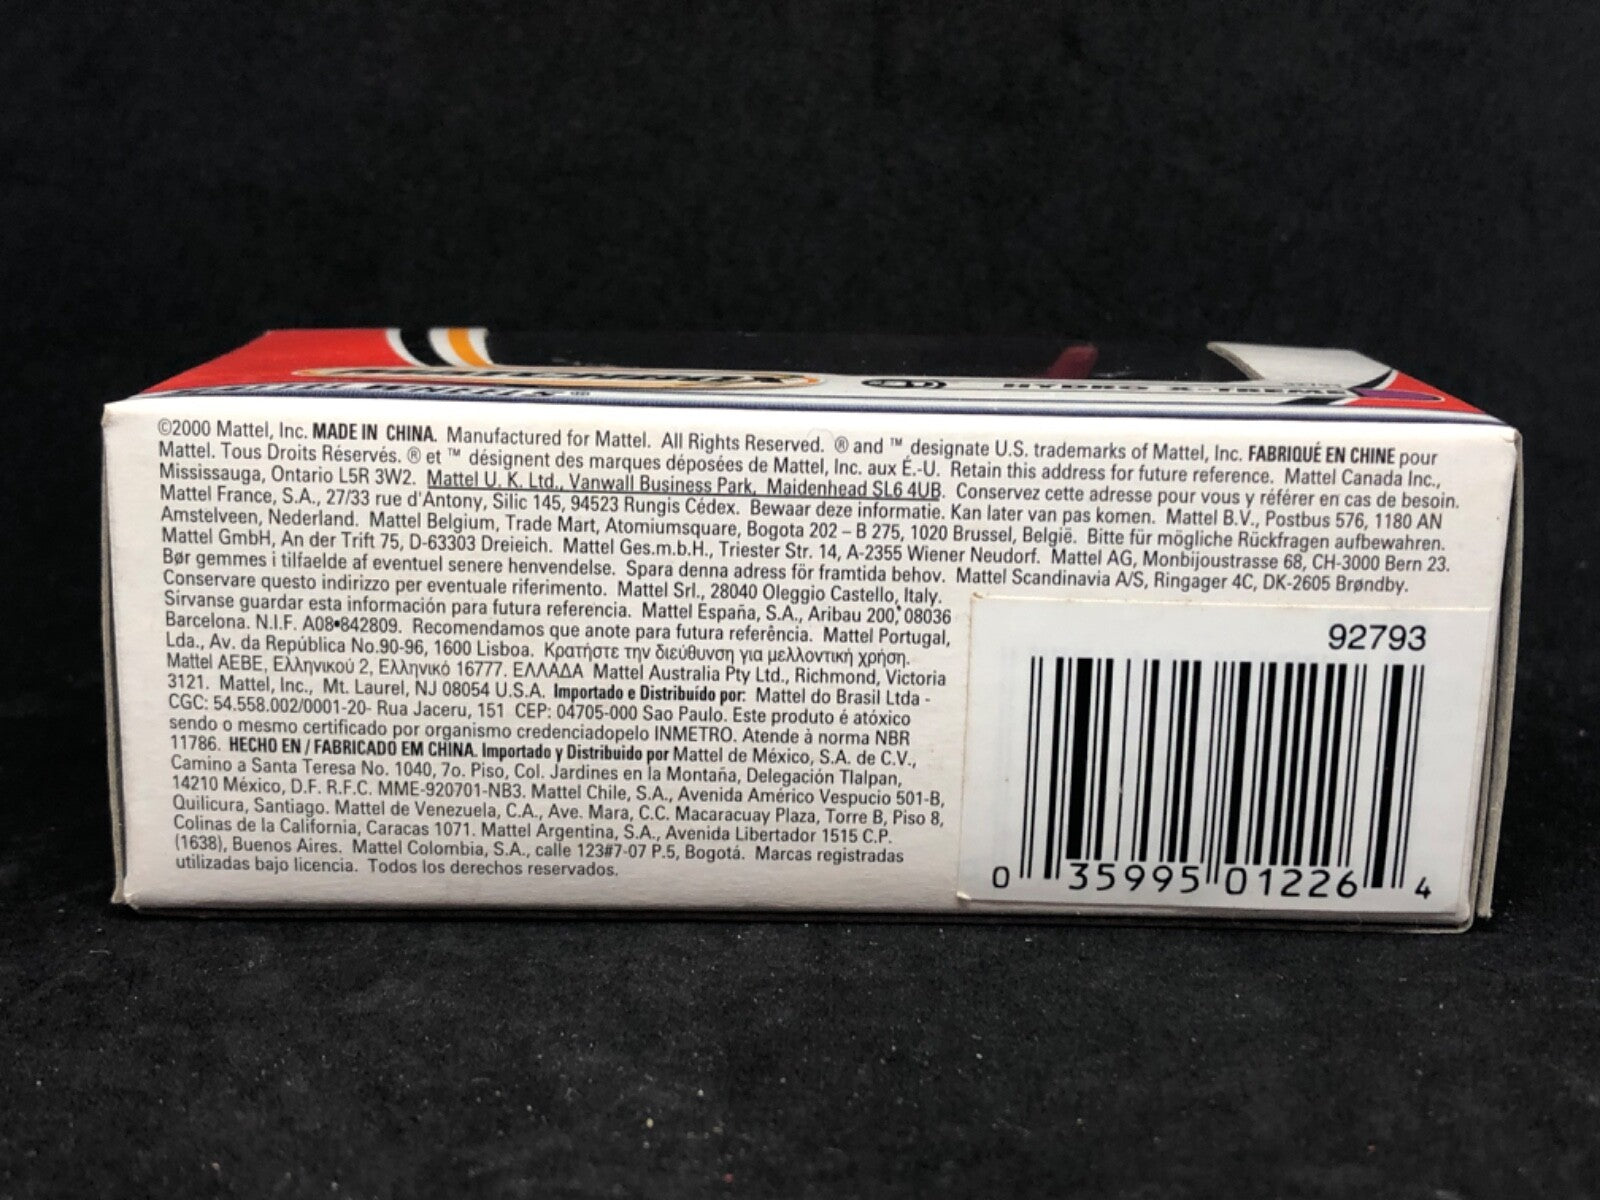 ©2000 Mattel, Inc. MADE IN CHINA. Manufactured for Mattel. All Rights Reserved. ® and ™ designate U.S. trademarks of Mattel, Inc. FABRIQUÉ EN CHINE pour
Mattel. Tous Droits Réservés. ® et ™ désignent des marques déposées de Mattel, Inc. aux É.-U. Retain this address for future reference. Mattel Canada Inc.,
Mississauga, Ontario L5R 3W2. Mattel U. K. Ltd., Vanwall Business Park, Maidenhead SL6 4UB. Conservez cette adresse pour vous y référer en cas de besoin.
Mattel France, S.A., 27/33 rue d'Antony, Silic 145, 94523 Rungis Cédex. Bewaar deze informatie. Kan later van pas komen. Mattel B.V., Postbus 576, 1180 AN
Amstelveen, Nederland. Mattel Belgium, Trade Mart, Atomiumsquare, Bogota 202 – B 275, 1020 Brussel, België. Bitte für mögliche Rückfragen aufbewahren.
Mattel GmbH, An der Trift 75, D-63303 Dreieich. Mattel Ges.m.b.H., Triester Str. 14, A-2355 Wiener Neudorf. Mattel AG, Monbijoustrasse 68, CH-3000 Bern 23.
Bør gemmes i tilfaelde af eventuel senere henvendelse. Spara denna adress för framtida behov. Mattel Scandinavia A/S, Ringager 4C, DK-2605 Brøndby.
Conservare questo indirizzo per eventuale riferimento. Mattel Srl., 28040 Oleggio Castello, Italy.
Sirvanse guardar esta información para futura referencia. Mattel España, S.A., Aribau 200, 08036
Barcelona. N.I.F. A08•842809. Recomendamos que anote para futura referência. Mattel Portugal,
Lda., Av. da República No.90-96, 1600 Lisboa. Κρατήστε την διεύθυνση για μελλοντική χρήση.
Mattel AEBE, Ελληνικού 2, Ελληνικό 16777. ΕΛΛΑΔΑ Mattel Australia Pty Ltd., Richmond, Victoria
3121. Mattel, Inc., Mt. Laurel, NJ 08054 U.S.A. Importado e Distribuído por: Mattel do Brasil Ltda -
CGC: 54.558.002/0001-20- Rua Jaceru, 151 CEP: 04705-000 Sao Paulo. Este produto é atóxico
sendo o mesmo certificado por organismo credenciadopelo INMETRO. Atende à norma NBR
11786. HECHO EN / FABRICADO EM CHINA. Importado y Distribuido por Mattel de México, S.A. de C.V.,
Camino a Santa Teresa No. 1040, 7o. Piso, Col. Jardines en la Montaña, Delegación Tlalpan,
14210 México, D.F. R.F.C. MME-920701-NB3. Mattel Chile, S.A., Avenida Américo Vespucio 501-B,
Quilicura, Santiago. Mattel de Venezuela, C.A., Ave. Mara, C.C. Macaracuay Plaza, Torre B, Piso 8,
Colinas de la California, Caracas 1071. Mattel Argentina, S.A., Avenida Libertador 1515 C.P.
(1638), Buenos Aires. Mattel Colombia, S.A., calle 123#7-07 P.5, Bogotá. Marcas registradas
utilizadas bajo licencia. Todos los derechos reservados.
92793
0 35995 01226 4